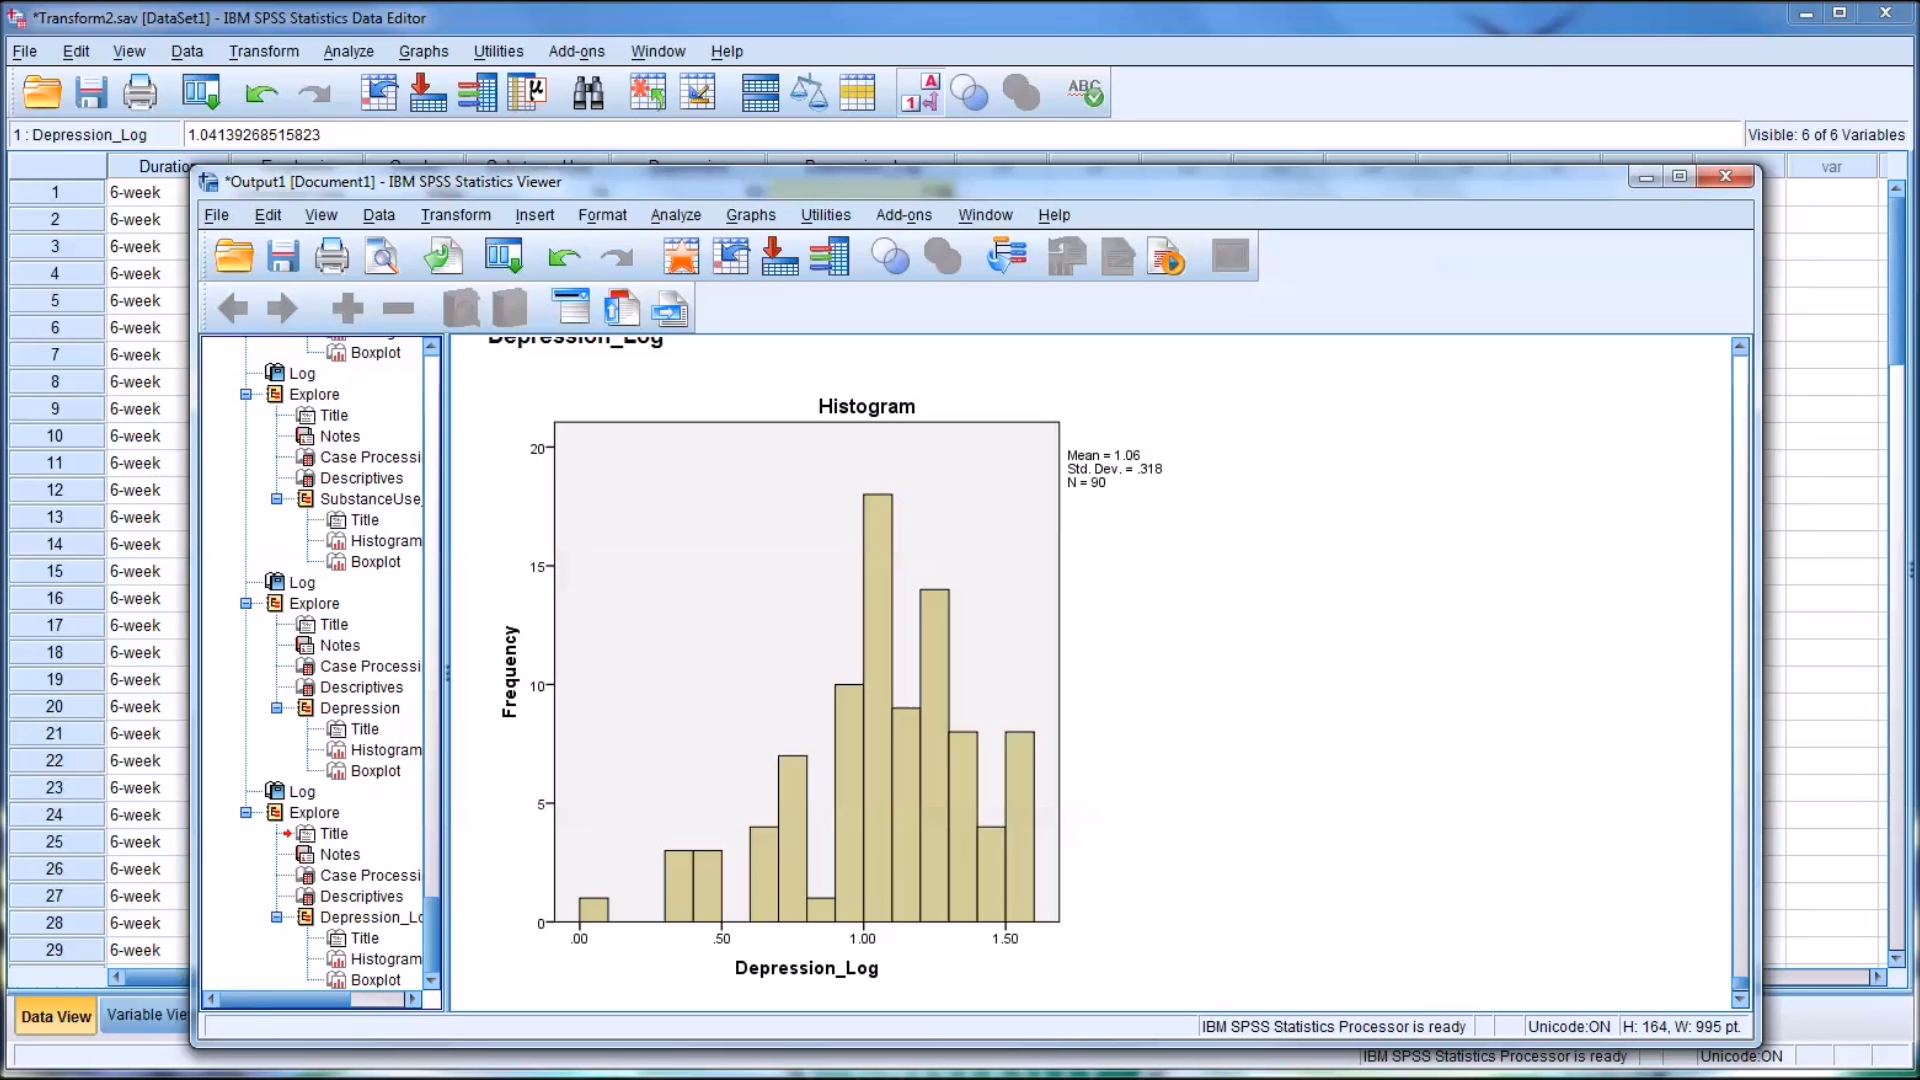 *Transform2.sav [DataSet1] - IBM SPSS Statistics Data Editor
File Edit View Data Transform Analyze Graphs Utilities Add-ons Window Help
1 : Depression_Log 1.04139268515823 Visible: 6 of 6 Variables
var
1 6-week
2 6-week
3 6-week
4 6-week
5 6-week
6 6-week
7 6-week
8 6-week
9 6-week
10 6-week
11 6-week
12 6-week
13 6-week
14 6-week
15 6-week
16 6-week
17 6-week
18 6-week
19 6-week
20 6-week
21 6-week
22 6-week
23 6-week
24 6-week
25 6-week
26 6-week
27 6-week
28 6-week
29 6-week
Data View Variable Vie
IBM SPSS Statistics Processor is ready Unicode:ON
*Output1 [Document1] - IBM SPSS Statistics Viewer
File Edit View Data Transform Insert Format Analyze Graphs Utilities Add-ons Window Help
Boxplot
Log
Explore
Title
Notes
Case Processi
Descriptives
SubstanceUse_
Title
Histogram
Boxplot
Log
Explore
Title
Notes
Case Processi
Descriptives
Depression
Title
Histogram
Boxplot
Log
Explore
Title
Notes
Case Processi
Descriptives
Depression_Lo
Title
Histogram
Boxplot
Depression_Log
Histogram
Mean = 1.06
Std. Dev. = .318
N = 90
Frequency
20
15
10
5
0
.00 .50 1.00 1.50
Depression_Log
IBM SPSS Statistics Processor is ready Unicode:ON H: 164, W: 995 pt.